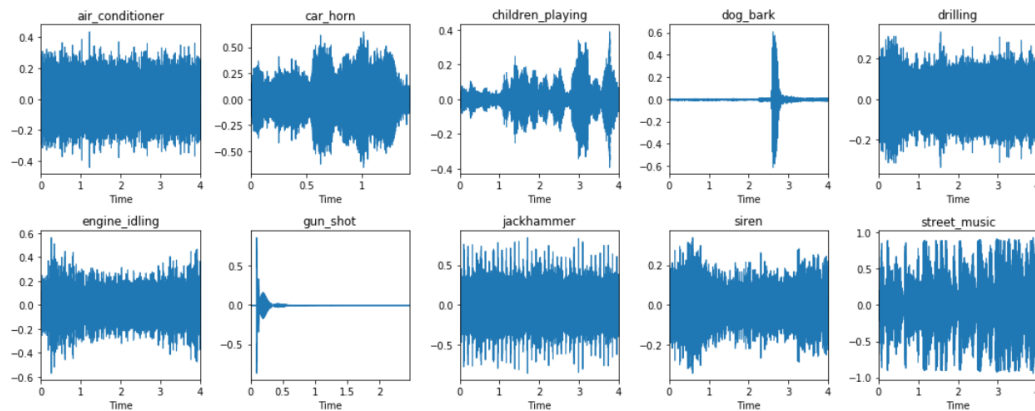 air_conditioner car_horn children_playing dog_bark drilling
0.4 0.2 0.0 −0.2 −0.4
0.50 0.25 0.00 −0.25 −0.50
0.4 0.2 0.0 −0.2 −0.4
0.6 0.4 0.2 0.0 −0.2 −0.4 −0.6
0.2 0.0 −0.2
0 1 2 3 4 0 0.5 1 0 1 2 3 4 0 1 2 3 4 0 1 2 3 4
Time Time Time Time Time
engine_idling gun_shot jackhammer siren street_music
0.6 0.4 0.2 0.0 −0.2 −0.4 −0.6
0.5 0.0 −0.5
0.5 0.0 −0.5
0.2 0.0 −0.2
1.0 0.5 0.0 −0.5 −1.0
0 1 2 3 4 0 0.5 1 1.5 2 0 1 2 3 4 0 1 2 3 4 0 1 2 3 4
Time Time Time Time Time